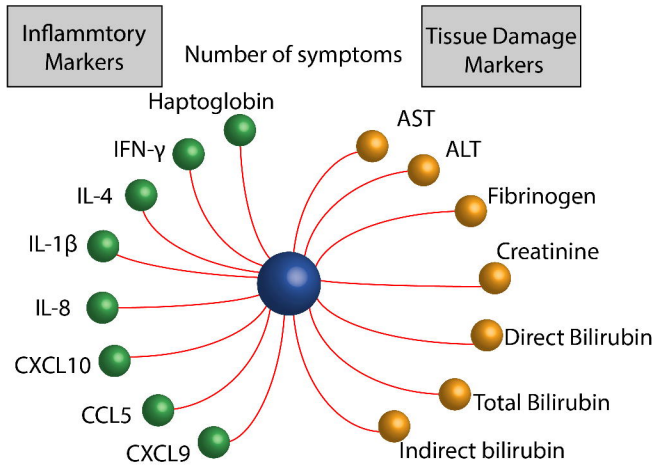 Inflammtory
Markers
Number of symptoms
Tissue Damage
Markers
Haptoglobin
IFN-γ
IL-4
IL-1β
IL-8
CXCL10
CCL5
CXCL9
AST
ALT
Fibrinogen
Creatinine
Direct Bilirubin
Total Bilirubin
Indirect bilirubin